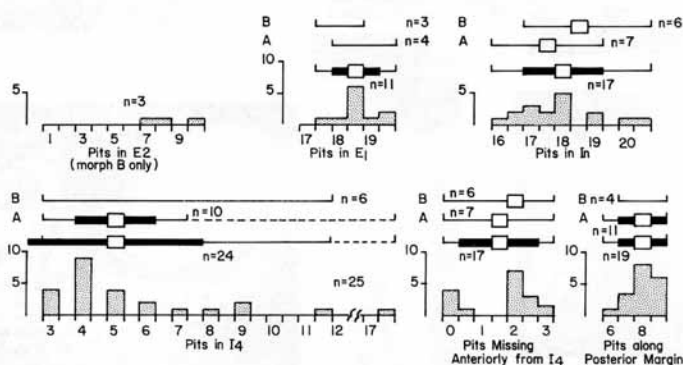 B n=3
A n=4
10
5
n=11
17 18 19
Pits in E1
B n=6
A n=7
10
5
n=17
16 17 18 19 20
Pits in In
5
n=3
1 3 5 7 9
Pits in E2
(morph B only)
B n=6
A n=10
n=24
10
5
n=25
3 4 5 6 7 8 9 10 11 12 17
Pits in I4
B n=6
A n=7
n=17
10
5
0 1 2 3
Pits Missing
Anteriorly from I4
B n=4
A
n=11
n=19
10
5
6 8
Pits along
Posterior Margin